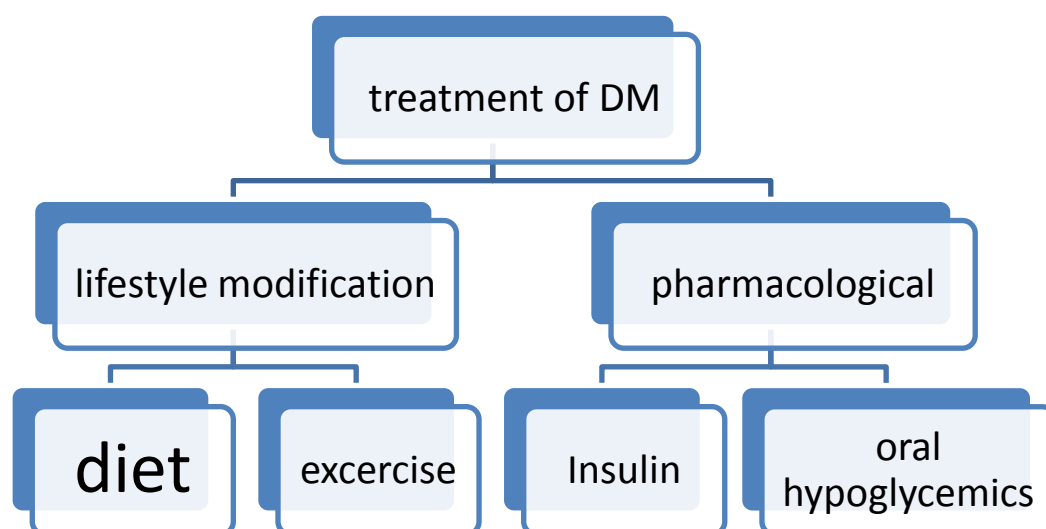 treatment of DM
lifestyle modification
pharmacological
diet
excercise
Insulin
oral
hypoglycemics